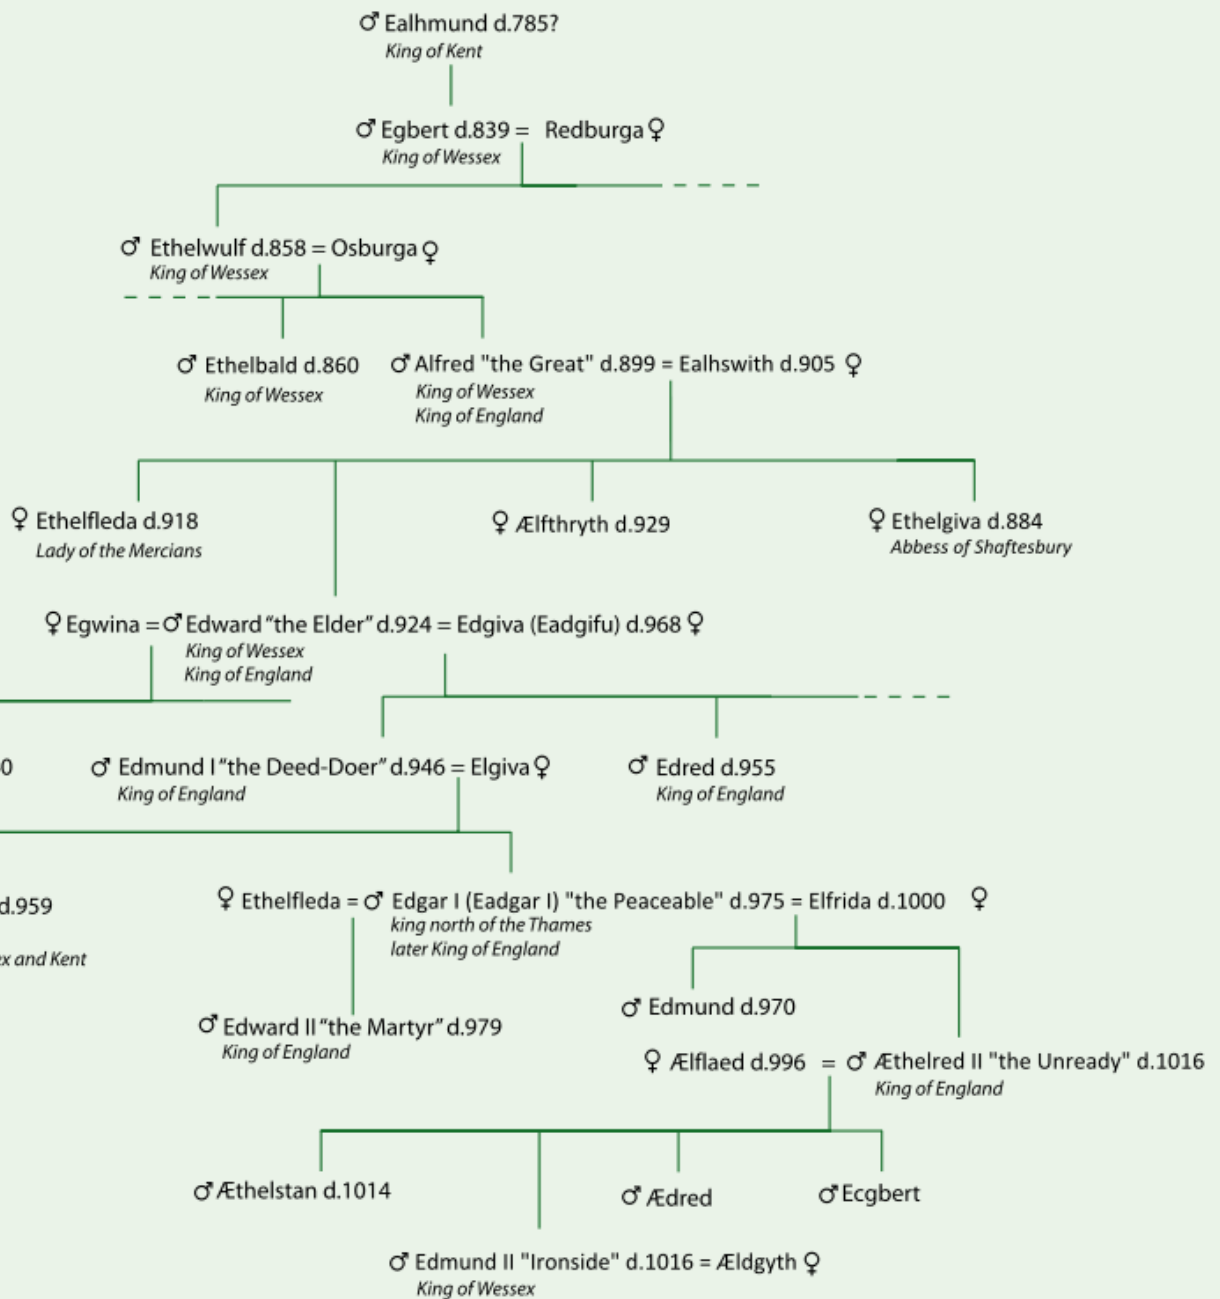 ♂ Ealhmund d.785?
King of Kent
♂ Egbert d.839 = Redburga ♀
King of Wessex
♂ Ethelwulf d.858 = Osburga ♀
King of Wessex
♂ Ethelbald d.860 ♂ Alfred "the Great" d.899 = Ealhswith d.905 ♀
King of Wessex King of Wessex
King of England
♀ Ethelfleda d.918 ♀ Ælfthryth d.929 ♀ Ethelgiva d.884
Lady of the Mercians Abbess of Shaftesbury
♀ Egwina = ♂ Edward “the Elder” d.924 = Edgiva (Eadgifu) d.968 ♀
King of Wessex
King of England
0 ♂ Edmund I “the Deed-Doer” d.946 = Elgiva ♀ ♂ Edred d.955
King of England King of England
d.959 ♀ Ethelfleda = ♂ Edgar I (Eadgar I) "the Peaceable" d.975 = Elfrida d.1000 ♀
king north of the Thames
later King of England
ex and Kent
♂ Edmund d.970
♂ Edward II “the Martyr” d.979
King of England
♀ Ælflaed d.996 = ♂ Æthelred II "the Unready" d.1016
King of England
♂ Æthelstan d.1014 ♂ Ædred ♂ Ecgbert
♂ Edmund II "Ironside" d.1016 = Ældgyth ♀
King of Wessex